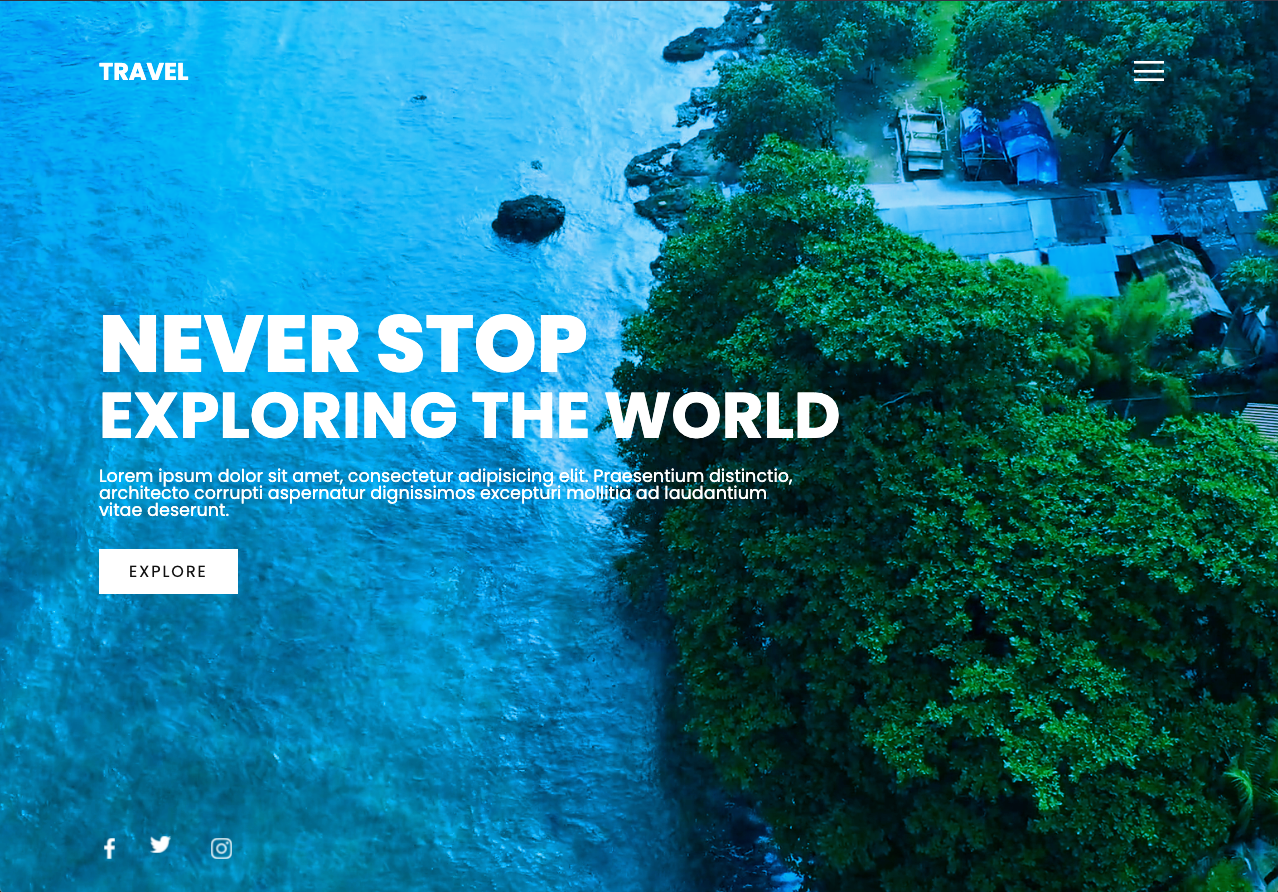 TRAVEL
NEVER STOP
EXPLORING THE WORLD
Lorem ipsum dolor sit amet, consectetur adipisicing elit. Praesentium distinctio,
architecto corrupti aspernatur dignissimos excepturi mollitia ad laudantium
vitae deserunt.
EXPLORE